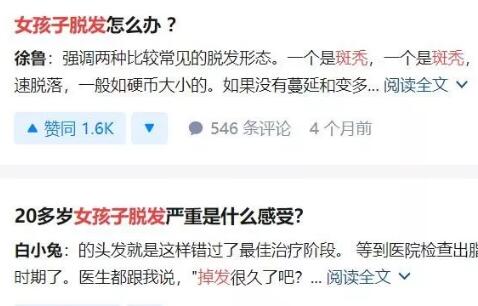 女孩子脱发怎么办？
徐鲁：强调两种比较常见的脱发形态。一个是斑秃，一个是斑秃，
速脱落，一般如硬币大小的。如果没有蔓延和变多... 阅读全文
赞同 1.6K 546 条评论 4 个月前
20多岁女孩子脱发严重是什么感受?
白小兔：的头发就是这样错过了最佳治疗阶段。 等到医院检查出脂
时期了。医生都跟我说，"掉发很久了吧？... 阅读全文